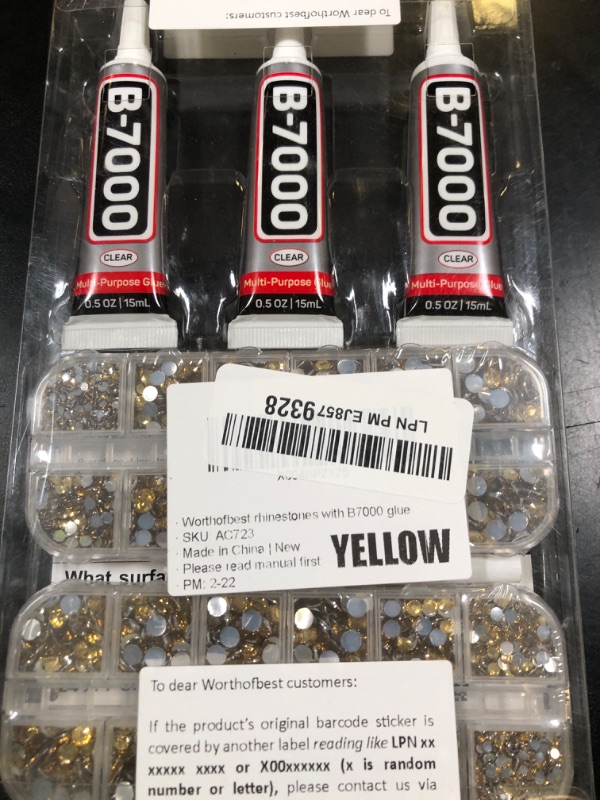 To dear Worthofbest customers:
B-7000
CLEAR
Multi-Purpose Glue
0.5 OZ | 15mL
B-7000
CLEAR
Multi-Purpose Glue
0.5 OZ | 15mL
B-7000
CLEAR
Multi-Purpose Glue
0.5 OZ | 15mL
LPN PM EJ8579328
· Worthofbest rhinestones with B7000 glue
· SKU AC723
· Made in China | New
· Please read manual first
· PM: 2-22
YELLOW
What surfa
To dear Worthofbest customers:
If the product's original barcode sticker is
covered by another label reading like LPN xx
xxxxx xxxx or X00xxxxxx (x is random
number or letter), please contact us via